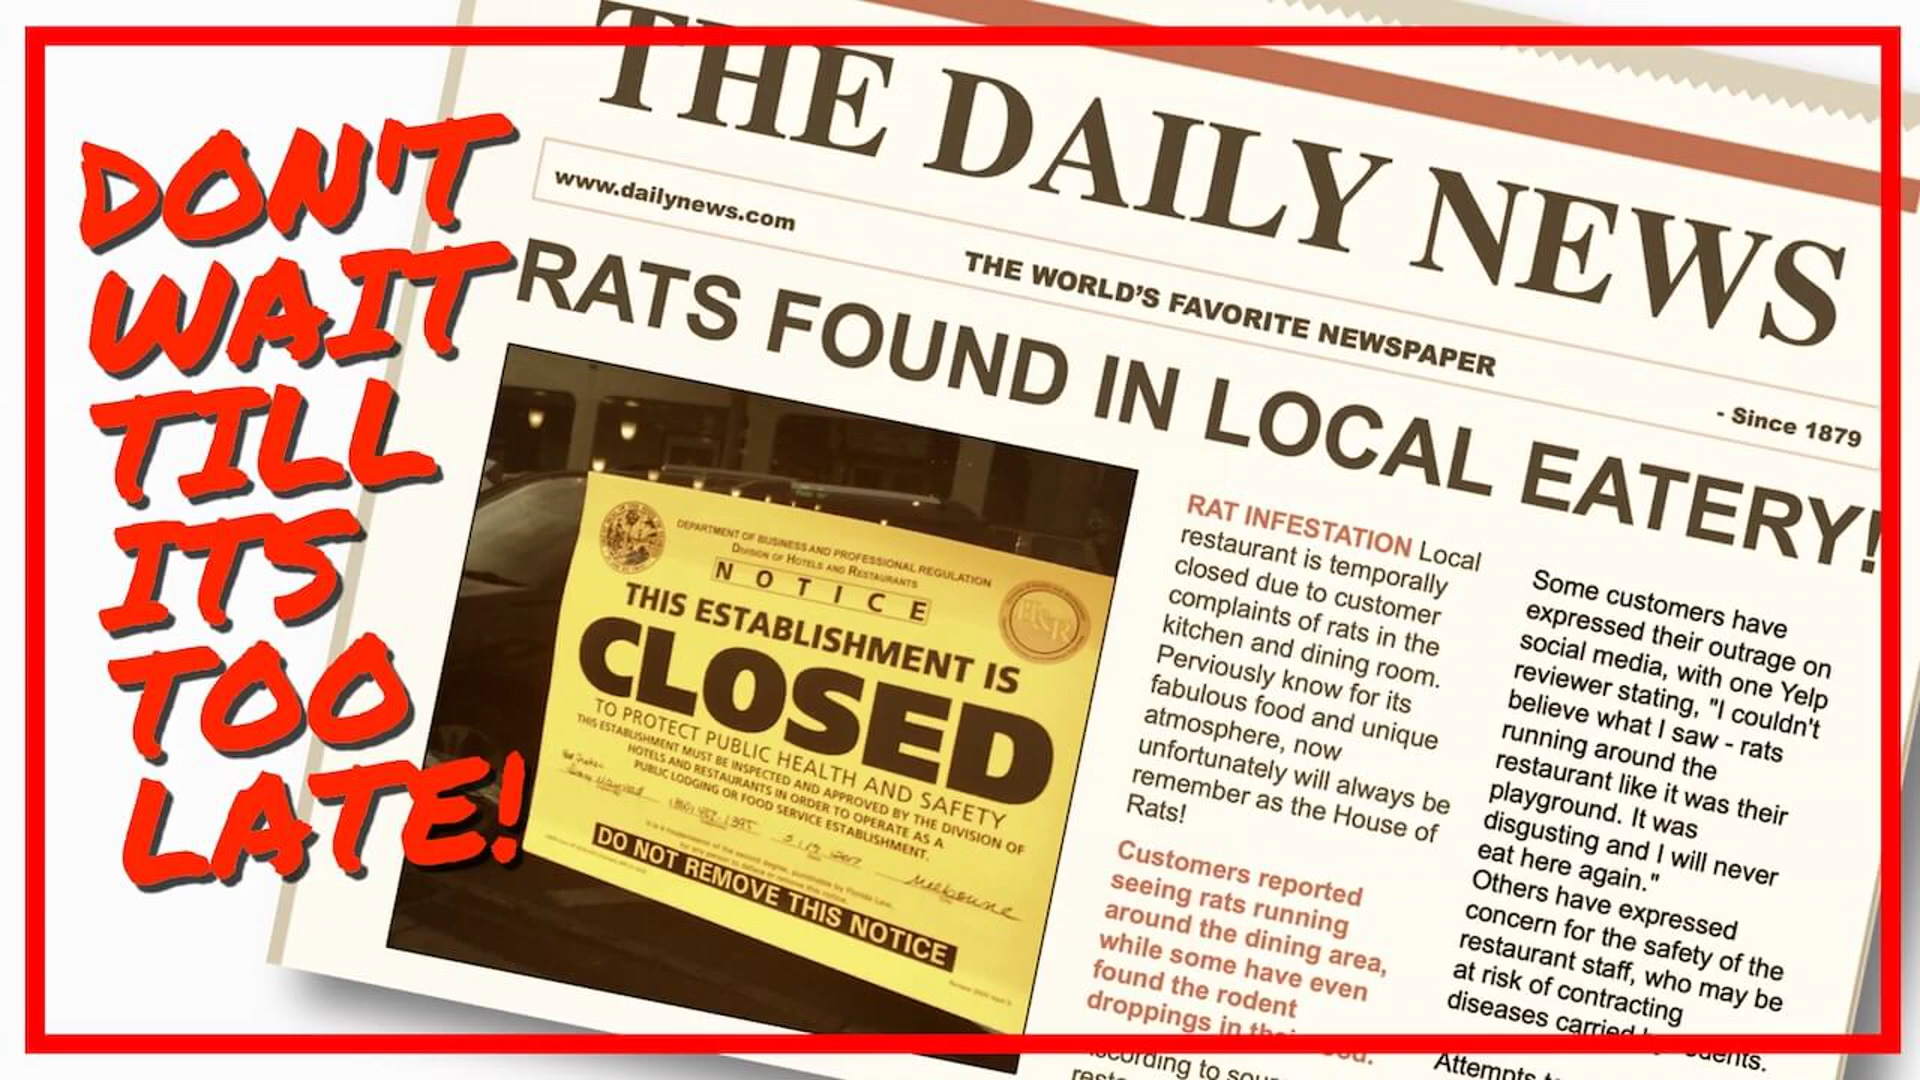 DON'T
WAIT
TILL
ITS
TOO
LATE!
THE DAILY NEWS
www.dailynews.com
THE WORLD'S FAVORITE NEWSPAPER
- Since 1879
RATS FOUND IN LOCAL EATERY!
DEPARTMENT OF BUSINESS AND PROFESSIONAL REGULATION
DIVISION OF HOTELS AND RESTAURANTS
NOTICE
THIS ESTABLISHMENT IS
CLOSED
TO PROTECT PUBLIC HEALTH AND SAFETY
THIS ESTABLISHMENT MUST BE INSPECTED AND APPROVED BY THE DIVISION OF
HOTELS AND RESTAURANTS IN ORDER TO OPERATE AS A
PUBLIC LODGING OR FOOD SERVICE ESTABLISHMENT.
Melbourne
DO NOT REMOVE THIS NOTICE
RAT INFESTATION Local
restaurant is temporally
closed due to customer
complaints of rats in the
kitchen and dining room.
Perviously know for its
fabulous food and unique
atmosphere, now
unfortunately will always be
remember as the House of
Rats!
Customers reported
seeing rats running
around the dining area,
while some have even
found the rodent
droppings in
Some customers have
expressed their outrage on
social media, with one Yelp
reviewer stating, "I couldn't
believe what I saw - rats
running around the
restaurant like it was their
playground. It was
disgusting and I will never
eat here again."
Others have expressed
concern for the safety of the
restaurant staff, who may be
at risk of contracting
diseases carried
Attempts